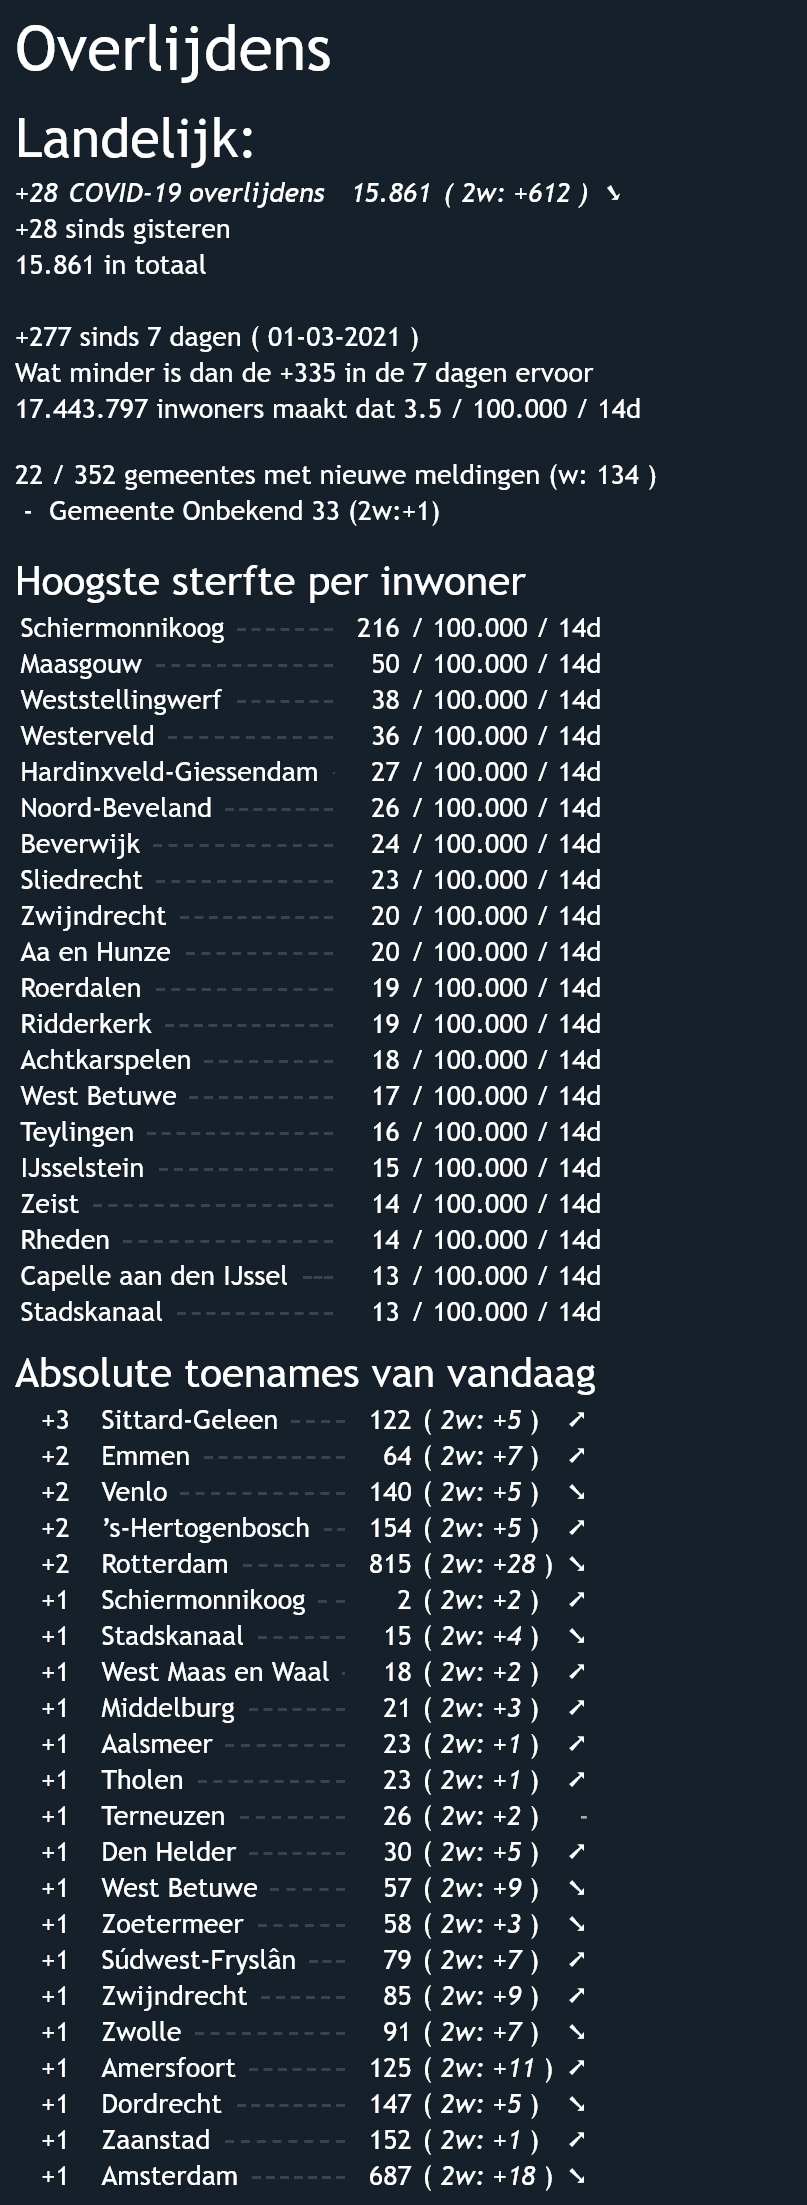 Overlijdens
Landelijk:
+28 COVID-19 overlijdens 15.861 ( 2w: +612 ) ➘
+28 sinds gisteren
15.861 in totaal
+277 sinds 7 dagen ( 01-03-2021 )
Wat minder is dan de +335 in de 7 dagen ervoor
17.443.797 inwoners maakt dat 3.5 / 100.000 / 14d
22 / 352 gemeentes met nieuwe meldingen (w: 134 )
- Gemeente Onbekend 33 (2w:+1)
Hoogste sterfte per inwoner
Schiermonnikoog ------- 216 / 100.000 / 14d
Maasgouw ------------ 50 / 100.000 / 14d
Weststellingwerf ------- 38 / 100.000 / 14d
Westerveld ----------- 36 / 100.000 / 14d
Hardinxveld-Giessendam - 27 / 100.000 / 14d
Noord-Beveland -------- 26 / 100.000 / 14d
Beverwijk ------------ 24 / 100.000 / 14d
Sliedrecht ------------ 23 / 100.000 / 14d
Zwijndrecht ----------- 20 / 100.000 / 14d
Aa en Hunze ---------- 20 / 100.000 / 14d
Roerdalen ------------ 19 / 100.000 / 14d
Ridderkerk ----------- 19 / 100.000 / 14d
Achtkarspelen --------- 18 / 100.000 / 14d
West Betuwe ---------- 17 / 100.000 / 14d
Teylingen ------------- 16 / 100.000 / 14d
IJsselstein ------------ 15 / 100.000 / 14d
Zeist ---------------- 14 / 100.000 / 14d
Rheden -------------- 14 / 100.000 / 14d
Capelle aan den IJssel --- 13 / 100.000 / 14d
Stadskanaal ----------- 13 / 100.000 / 14d
Absolute toenames van vandaag
+3 Sittard-Geleen ---- 122 ( 2w: +5 ) ➚
+2 Emmen ---------- 64 ( 2w: +7 ) ➚
+2 Venlo ----------- 140 ( 2w: +5 ) ➘
+2 ’s-Hertogenbosch -- 154 ( 2w: +5 ) ➚
+2 Rotterdam ------- 815 ( 2w: +28 ) ➘
+1 Schiermonnikoog -- 2 ( 2w: +2 ) ➚
+1 Stadskanaal ------ 15 ( 2w: +4 ) ➘
+1 West Maas en Waal - 18 ( 2w: +2 ) ➚
+1 Middelburg ------- 21 ( 2w: +3 ) ➚
+1 Aalsmeer -------- 23 ( 2w: +1 ) ➚
+1 Tholen ---------- 23 ( 2w: +1 ) ➚
+1 Terneuzen ------- 26 ( 2w: +2 ) -
+1 Den Helder ------- 30 ( 2w: +5 ) ➚
+1 West Betuwe ----- 57 ( 2w: +9 ) ➘
+1 Zoetermeer ------ 58 ( 2w: +3 ) ➘
+1 Súdwest-Fryslân --- 79 ( 2w: +7 ) ➚
+1 Zwijndrecht ------ 85 ( 2w: +9 ) ➚
+1 Zwolle ---------- 91 ( 2w: +7 ) ➘
+1 Amersfoort ------- 125 ( 2w: +11 ) ➚
+1 Dordrecht ------- 147 ( 2w: +5 ) ➘
+1 Zaanstad -------- 152 ( 2w: +1 ) ➚
+1 Amsterdam ------- 687 ( 2w: +18 ) ➘